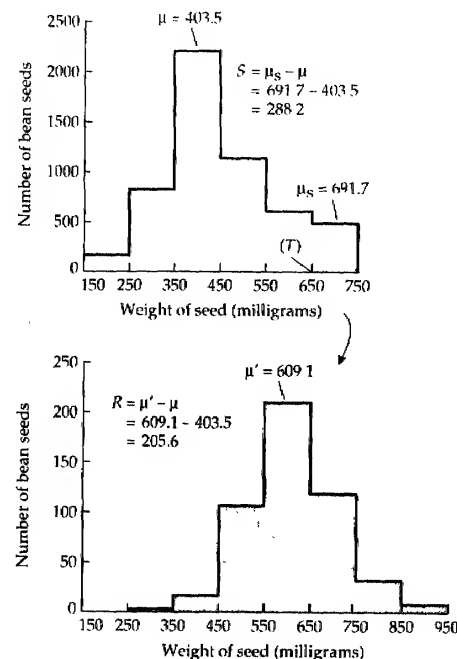 μ = 403.5
2500
2000
1500
1000
500
0
Number of bean seeds
S = μs − μ
= 691.7 − 403.5
= 288.2
μs = 691.7
(T)
150 250 350 450 550 650 750
Weight of seed (milligrams)
μ' = 609.1
250
200
150
100
50
0
Number of bean seeds
R = μ' − μ
= 609.1 − 403.5
= 205.6
150 250 350 450 550 650 750 850 950
Weight of seed (milligrams)